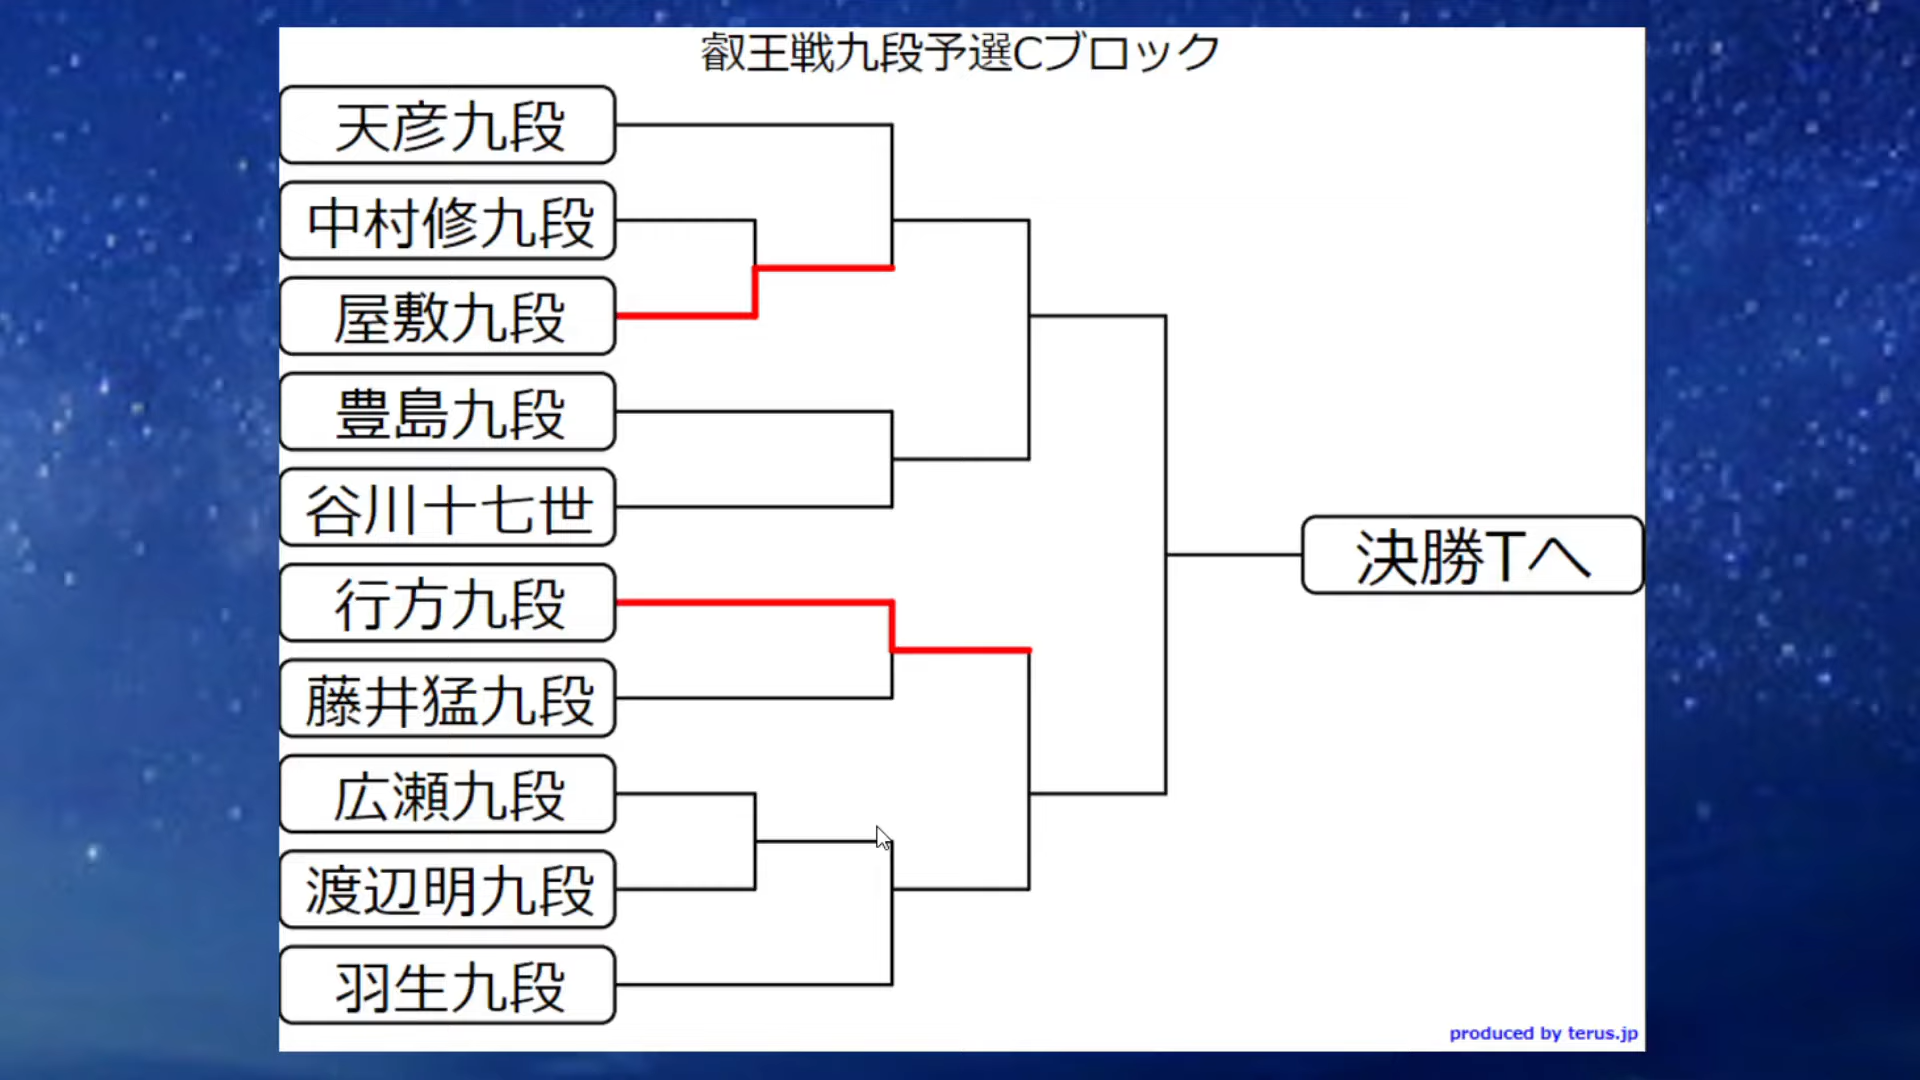 叡王戦九段予選Cブロック
天彦九段
中村修九段
屋敷九段
豊島九段
谷川十七世
行方九段
藤井猛九段
広瀬九段
渡辺明九段
羽生九段
決勝Tへ
produced by terus.jp